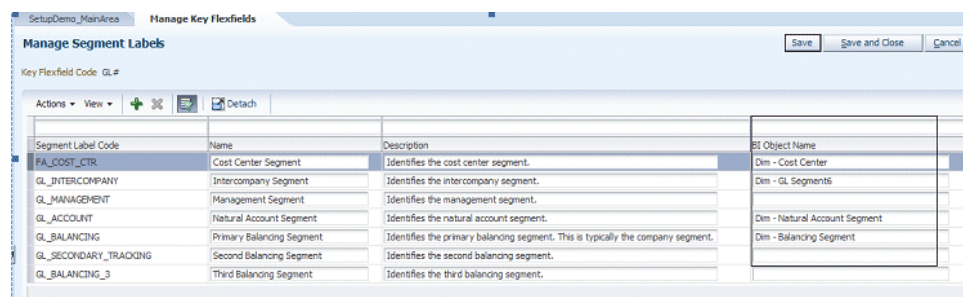 SetupDemo_MainArea Manage Key Flexfields
Manage Segment Labels Save Save and Close Cancel
Key Flexfield Code GL#
Actions View Detach
Segment Label Code Name Description BI Object Name
FA_COST_CTR Cost Center Segment Identifies the cost center segment. Dim - Cost Center
GL_INTERCOMPANY Intercompany Segment Identifies the intercompany segment. Dim - GL Segment6
GL_MANAGEMENT Management Segment Identifies the management segment.
GL_ACCOUNT Natural Account Segment Identifies the natural account segment. Dim - Natural Account Segment
GL_BALANCING Primary Balancing Segment Identifies the primary balancing segment. This is typically the company segment. Dim - Balancing Segment
GL_SECONDARY_TRACKING Second Balancing Segment Identifies the second balancing segment.
GL_BALANCING_3 Third Balancing Segment Identifies the third balancing segment.